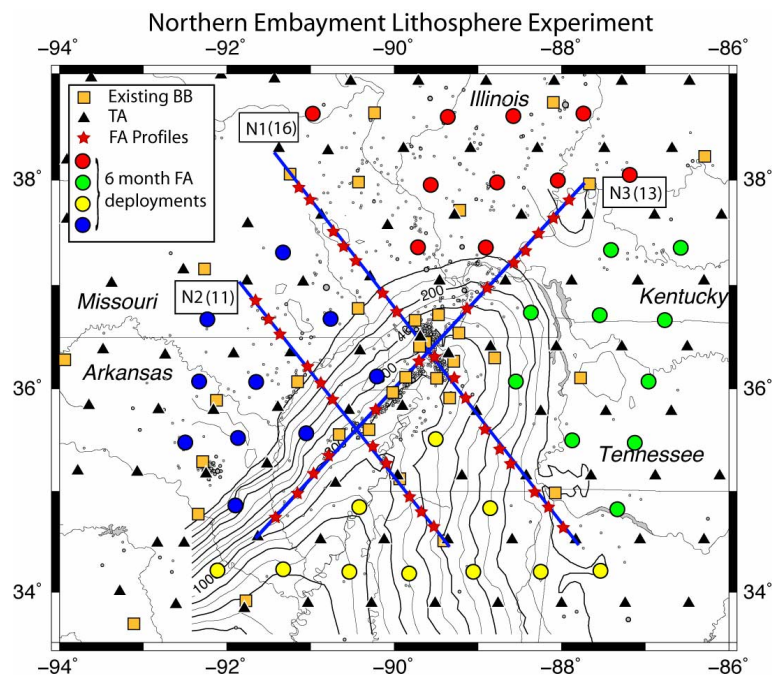 Northern Embayment Lithosphere Experiment
−94° −92° −90° −88° −86°
Existing BB
TA
FA Profiles
6 month FA
deployments
Illinois
N1(16)
38° 38°
N3(13)
Missouri
N2(11)
200
Kentucky
36° 36°
Arkansas
Tennessee
100
34° 34°
−94° −92° −90° −88° −86°